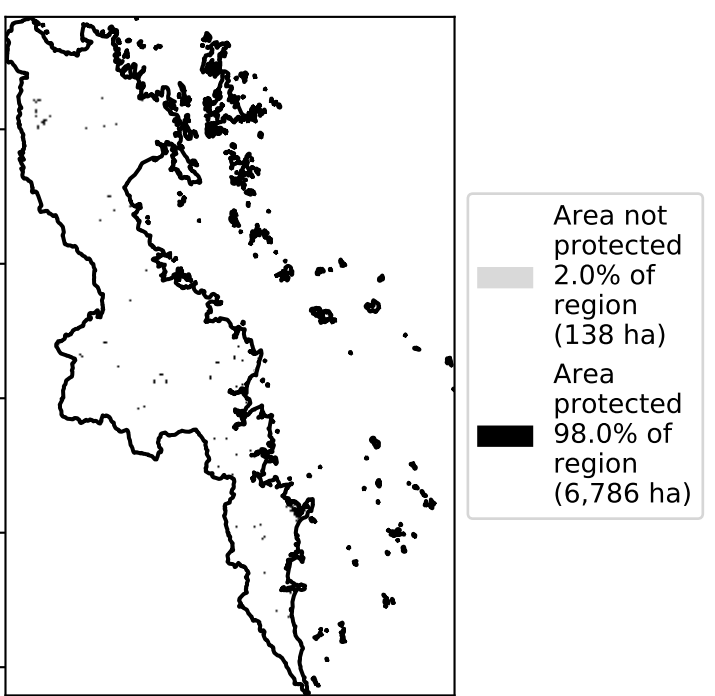 Area not
protected
2.0% of
region
(138 ha)
Area
protected
98.0% of
region
(6,786 ha)